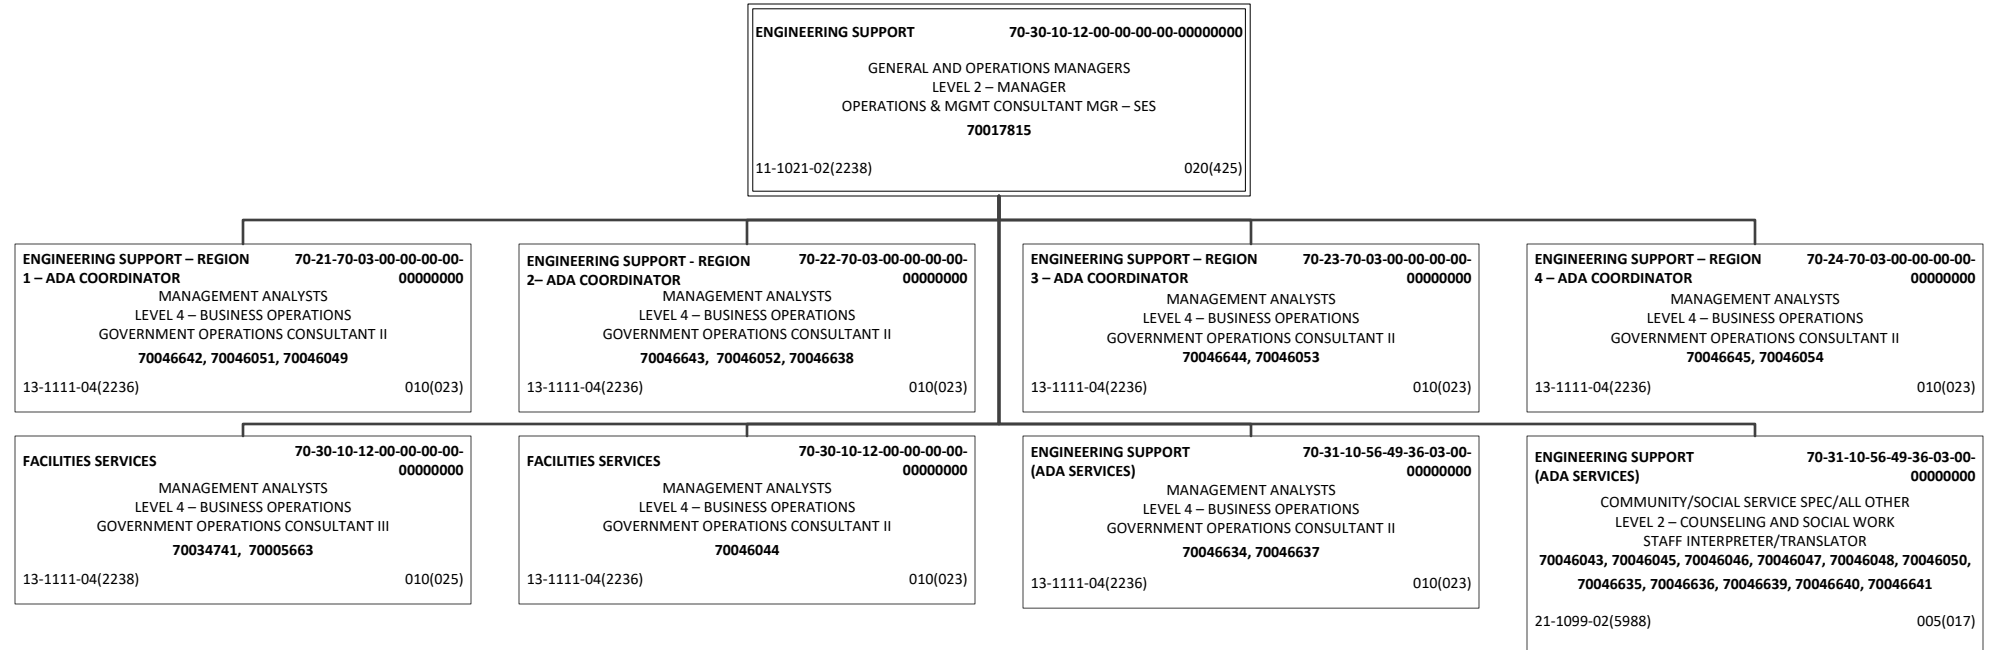 ENGINEERING SUPPORT 70-30-10-12-00-00-00-00-00000000
GENERAL AND OPERATIONS MANAGERS
LEVEL 2 – MANAGER
OPERATIONS & MGMT CONSULTANT MGR – SES
70017815
11-1021-02(2238) 020(425)
ENGINEERING SUPPORT – REGION 70-21-70-03-00-00-00-00-
1 – ADA COORDINATOR 00000000
MANAGEMENT ANALYSTS
LEVEL 4 – BUSINESS OPERATIONS
GOVERNMENT OPERATIONS CONSULTANT II
70046642, 70046051, 70046049
13-1111-04(2236) 010(023)
ENGINEERING SUPPORT - REGION 70-22-70-03-00-00-00-00-
2– ADA COORDINATOR 00000000
MANAGEMENT ANALYSTS
LEVEL 4 – BUSINESS OPERATIONS
GOVERNMENT OPERATIONS CONSULTANT II
70046643, 70046052, 70046638
13-1111-04(2236) 010(023)
ENGINEERING SUPPORT – REGION 70-23-70-03-00-00-00-00-
3 – ADA COORDINATOR 00000000
MANAGEMENT ANALYSTS
LEVEL 4 – BUSINESS OPERATIONS
GOVERNMENT OPERATIONS CONSULTANT II
70046644, 70046053
13-1111-04(2236) 010(023)
ENGINEERING SUPPORT – REGION 70-24-70-03-00-00-00-00-
4 – ADA COORDINATOR 00000000
MANAGEMENT ANALYSTS
LEVEL 4 – BUSINESS OPERATIONS
GOVERNMENT OPERATIONS CONSULTANT II
70046645, 70046054
13-1111-04(2236) 010(023)
FACILITIES SERVICES 70-30-10-12-00-00-00-00-
00000000
MANAGEMENT ANALYSTS
LEVEL 4 – BUSINESS OPERATIONS
GOVERNMENT OPERATIONS CONSULTANT III
70034741, 70005663
13-1111-04(2238) 010(025)
FACILITIES SERVICES 70-30-10-12-00-00-00-00-
00000000
MANAGEMENT ANALYSTS
LEVEL 4 – BUSINESS OPERATIONS
GOVERNMENT OPERATIONS CONSULTANT II
70046044
13-1111-04(2236) 010(023)
ENGINEERING SUPPORT 70-31-10-56-49-36-03-00-
(ADA SERVICES) 00000000
MANAGEMENT ANALYSTS
LEVEL 4 – BUSINESS OPERATIONS
GOVERNMENT OPERATIONS CONSULTANT II
70046634, 70046637
13-1111-04(2236) 010(023)
ENGINEERING SUPPORT 70-31-10-56-49-36-03-00-
(ADA SERVICES) 00000000
COMMUNITY/SOCIAL SERVICE SPEC/ALL OTHER
LEVEL 2 – COUNSELING AND SOCIAL WORK
STAFF INTERPRETER/TRANSLATOR
70046043, 70046045, 70046046, 70046047, 70046048, 70046050,
70046635, 70046636, 70046639, 70046640, 70046641
21-1099-02(5988) 005(017)